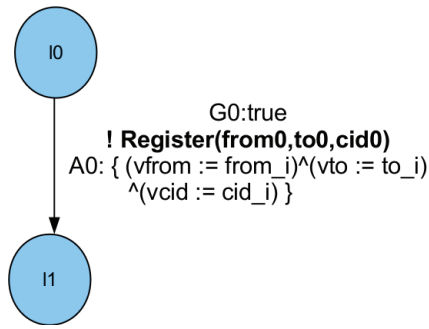 l0
G0:true
! Register(from0,to0,cid0)
A0: { (vfrom := from_i)^(vto := to_i)
^(vcid := cid_i) }
l1